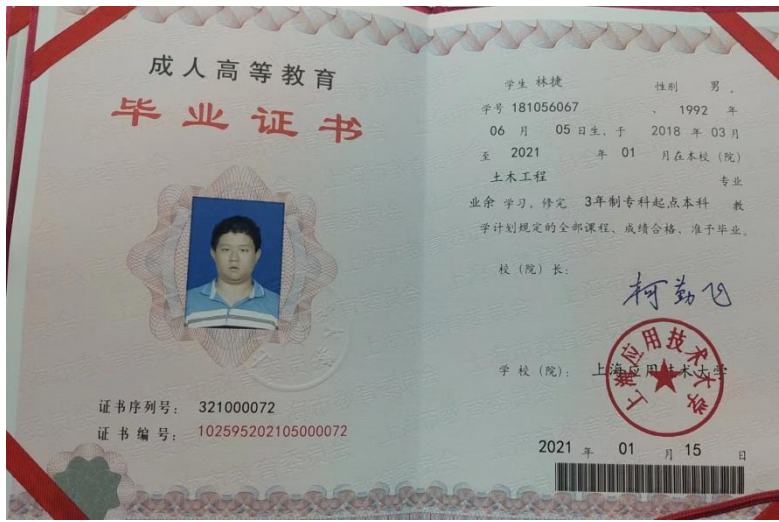 成人高等教育
毕业证书
证书序列号: 321000072
证书编号: 102595202105000072
学生 林捷 性别 男 ,
学号 181056067 、 1992 年
06 月 05 日生、于 2018 年 03 月
至 2021 年 01 月在本校 (院)
土木工程 专业
业余 学习, 修完 3年制专科起点本科 教
学计划规定的全部课程、成绩合格、准予毕业。
校 (院) 长:
柯勤飞
学校 (院): 上海应用技术大学
上海应用技术大学
2021 年 01 月 15 日